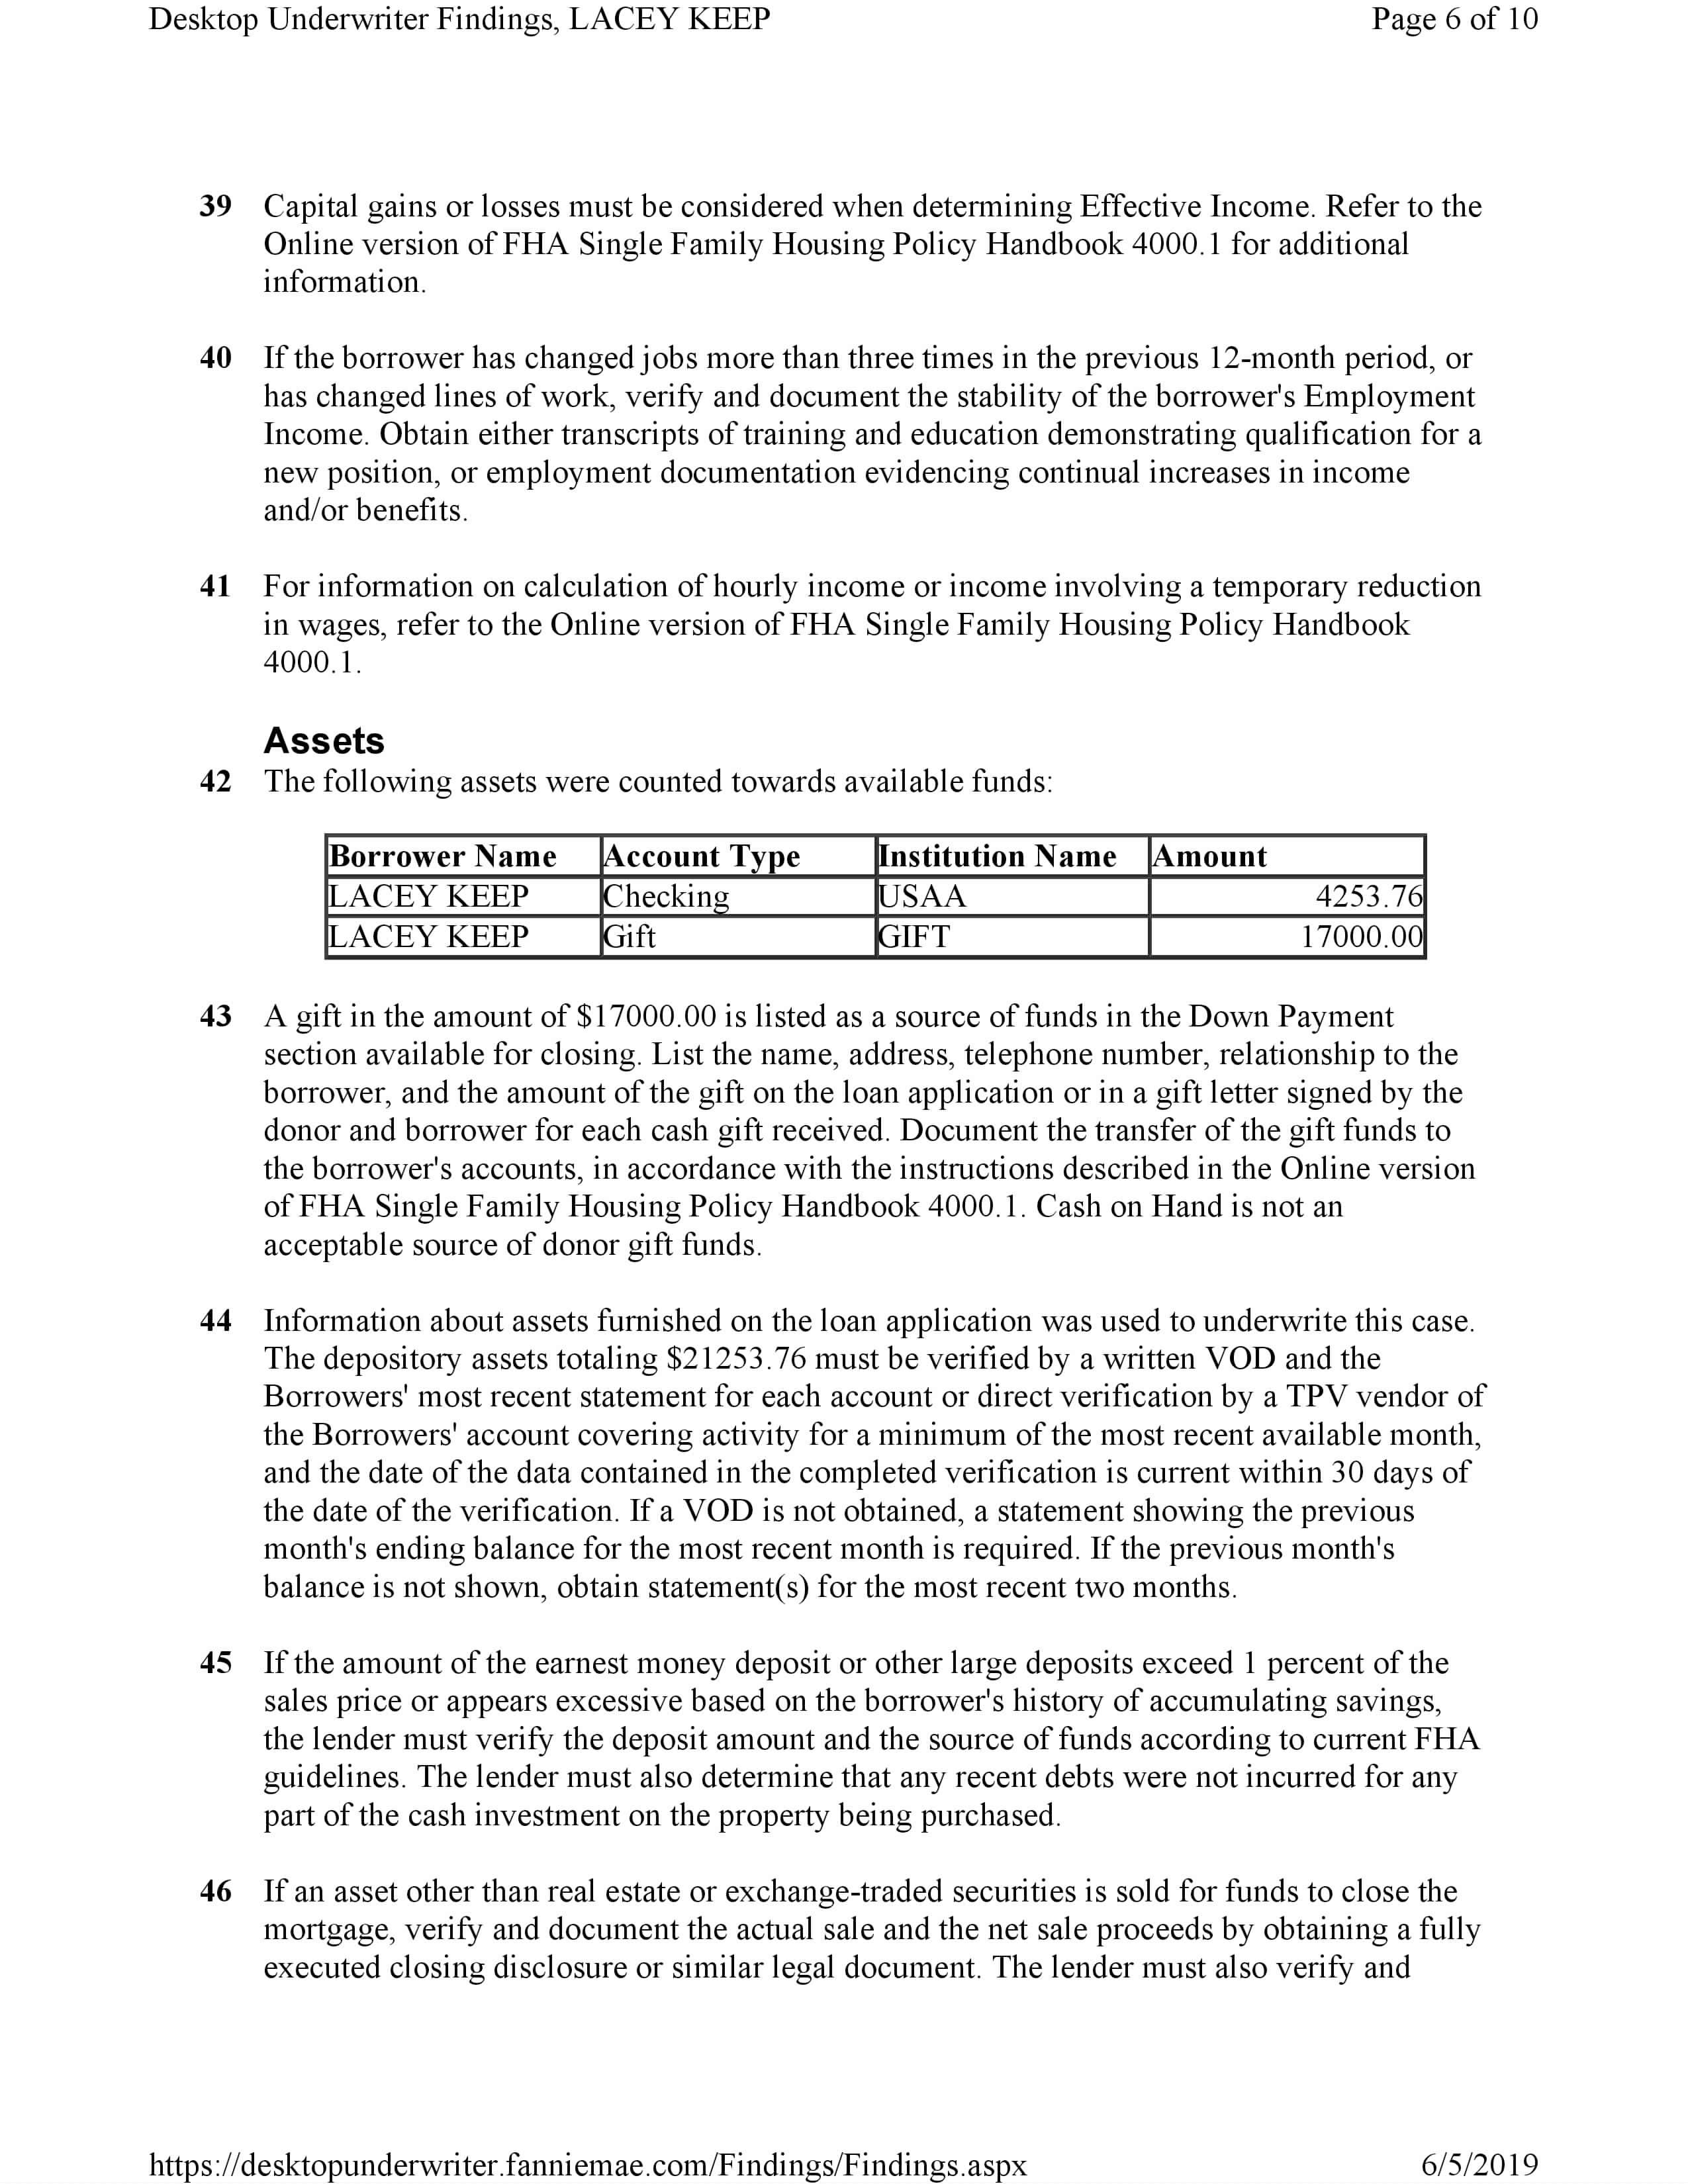 Desktop Underwriter Findings, LACEY KEEP Page 6 of 10
39 Capital gains or losses must be considered when determining Effective Income. Refer to the
Online version of FHA Single Family Housing Policy Handbook 4000.1 for additional
information.
40 If the borrower has changed jobs more than three times in the previous 12-month period, or
has changed lines of work, verify and document the stability of the borrower's Employment
Income. Obtain either transcripts of training and education demonstrating qualification for a
new position, or employment documentation evidencing continual increases in income
and/or benefits.
41 For information on calculation of hourly income or income involving a temporary reduction
in wages, refer to the Online version of FHA Single Family Housing Policy Handbook
4000.1.
Assets
42 The following assets were counted towards available funds:
Borrower Name Account Type Institution Name Amount
LACEY KEEP Checking USAA 4253.76
LACEY KEEP Gift GIFT 17000.00
43 A gift in the amount of $17000.00 is listed as a source of funds in the Down Payment
section available for closing. List the name, address, telephone number, relationship to the
borrower, and the amount of the gift on the loan application or in a gift letter signed by the
donor and borrower for each cash gift received. Document the transfer of the gift funds to
the borrower's accounts, in accordance with the instructions described in the Online version
of FHA Single Family Housing Policy Handbook 4000.1. Cash on Hand is not an
acceptable source of donor gift funds.
44 Information about assets furnished on the loan application was used to underwrite this case.
The depository assets totaling $21253.76 must be verified by a written VOD and the
Borrowers' most recent statement for each account or direct verification by a TPV vendor of
the Borrowers' account covering activity for a minimum of the most recent available month,
and the date of the data contained in the completed verification is current within 30 days of
the date of the verification. If a VOD is not obtained, a statement showing the previous
month's ending balance for the most recent month is required. If the previous month's
balance is not shown, obtain statement(s) for the most recent two months.
45 If the amount of the earnest money deposit or other large deposits exceed 1 percent of the
sales price or appears excessive based on the borrower's history of accumulating savings,
the lender must verify the deposit amount and the source of funds according to current FHA
guidelines. The lender must also determine that any recent debts were not incurred for any
part of the cash investment on the property being purchased.
46 If an asset other than real estate or exchange-traded securities is sold for funds to close the
mortgage, verify and document the actual sale and the net sale proceeds by obtaining a fully
executed closing disclosure or similar legal document. The lender must also verify and
https://desktopunderwriter.fanniemae.com/Findings/Findings.aspx 6/5/2019